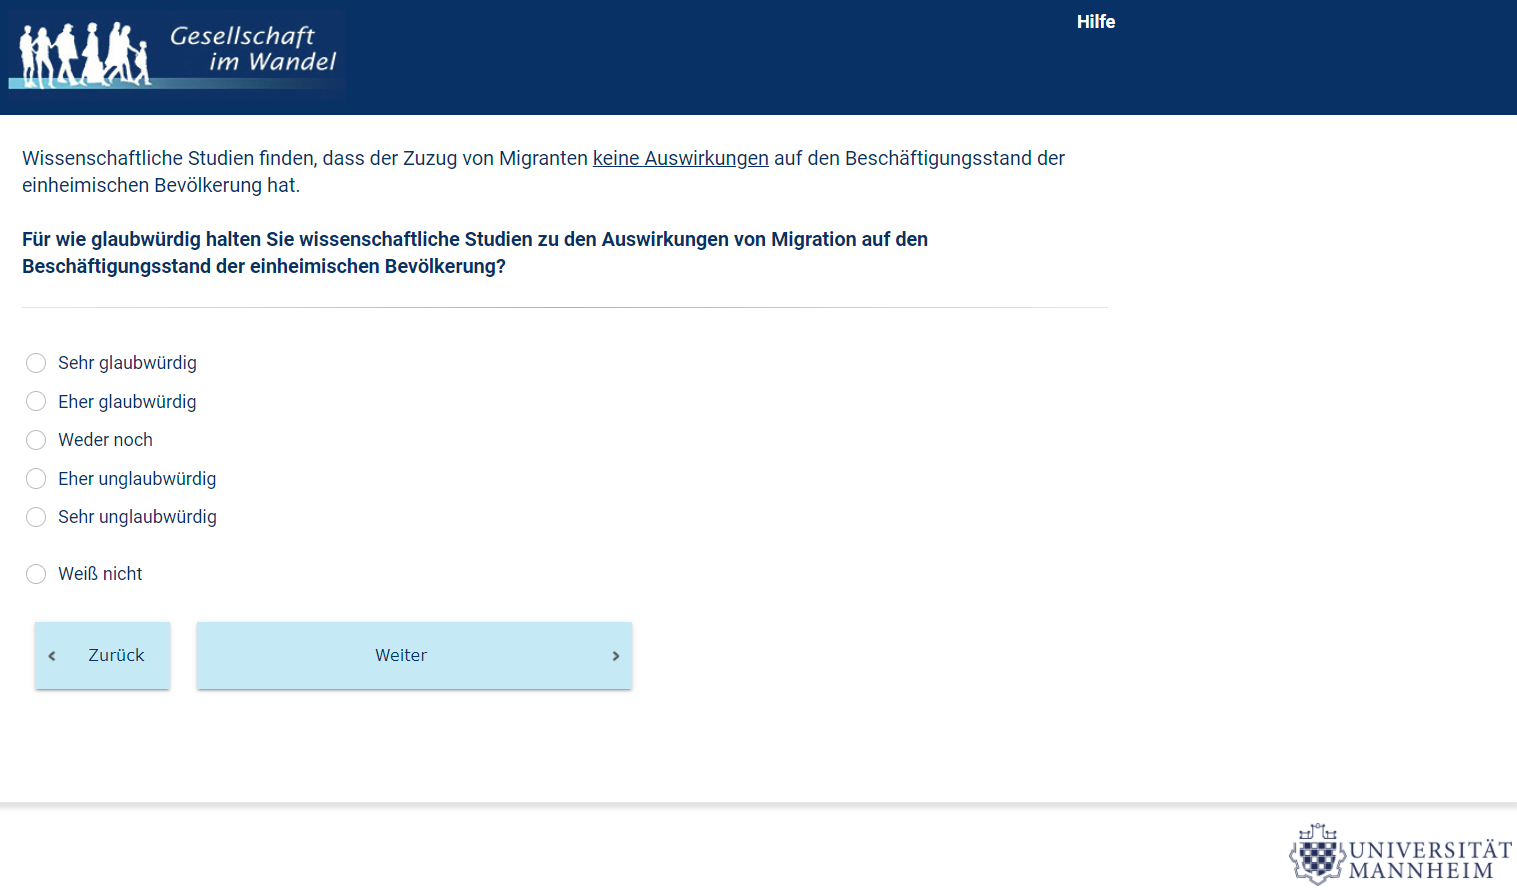 Gesellschaft
im Wandel
Hilfe
Wissenschaftliche Studien finden, dass der Zuzug von Migranten keine Auswirkungen auf den Beschäftigungsstand der
einheimischen Bevölkerung hat.
Für wie glaubwürdig halten Sie wissenschaftliche Studien zu den Auswirkungen von Migration auf den
Beschäftigungsstand der einheimischen Bevölkerung?
Sehr glaubwürdig
Eher glaubwürdig
Weder noch
Eher unglaubwürdig
Sehr unglaubwürdig
Weiß nicht
Zurück
Weiter
UNIVERSITÄT
MANNHEIM